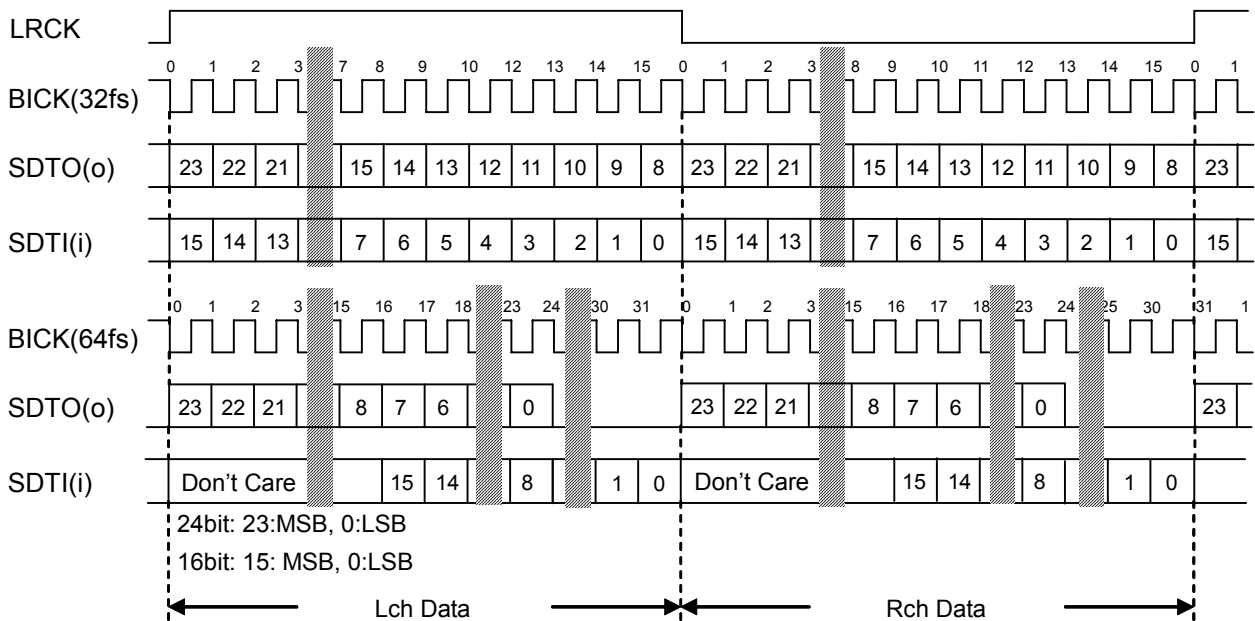 LRCK
0 1 2 3 7 8 9 10 11 12 13 14 15 0 1 2 3 8 9 10 11 12 13 14 15 0 1
BICK(32fs)
SDTO(o) 23 22 21 15 14 13 12 11 10 9 8 23 22 21 15 14 13 12 11 10 9 8 23
SDTI(i) 15 14 13 7 6 5 4 3 2 1 0 15 14 13 7 6 5 4 3 2 1 0 15
0 1 2 3 15 16 17 18 23 24 30 31 0 1 2 3 15 16 17 18 23 24 25 30 31 1
BICK(64fs)
SDTO(o) 23 22 21 8 7 6 0 23 22 21 8 7 6 0 23
SDTI(i) Don't Care 15 14 8 1 0 Don't Care 15 14 8 1 0
24bit: 23:MSB, 0:LSB
16bit: 15: MSB, 0:LSB
Lch Data Rch Data